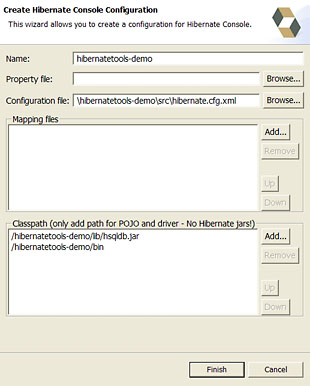 Create Hibernate Console Configuration
This wizard allows you to create a configuration for Hibernate Console.
Name: hibernatetools-demo
Property file: Browse...
Configuration file: \hibernatetools-demo\src\hibernate.cfg.xml Browse...
Mapping files
Add...
Remove
Up
Down
Classpath (only add path for POJO and driver - No Hibernate jars!)
/hibernatetools-demo/lib/hsqldb.jar Add...
/hibernatetools-demo/bin
Remove
Up
Down
Finish Cancel